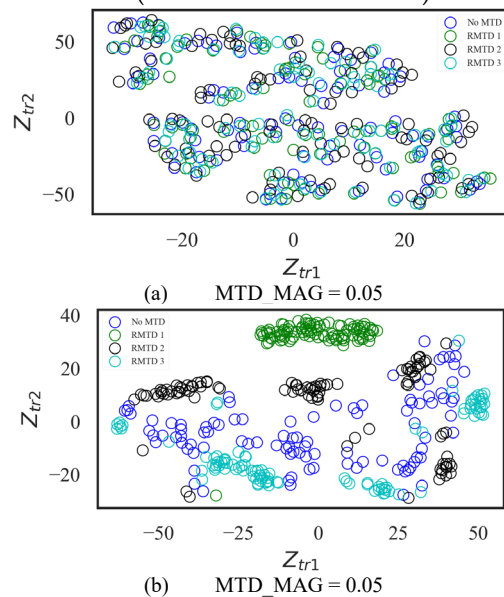 50
0
−50
Z_tr2
No MTD
RMTD 1
RMTD 2
RMTD 3
−20 0 20
Z_tr1
(a) MTD_MAG = 0.05
40
20
0
−20
Z_tr2
No MTD
RMTD 1
RMTD 2
RMTD 3
−50 −25 0 25 50
Z_tr1
(b) MTD_MAG = 0.05